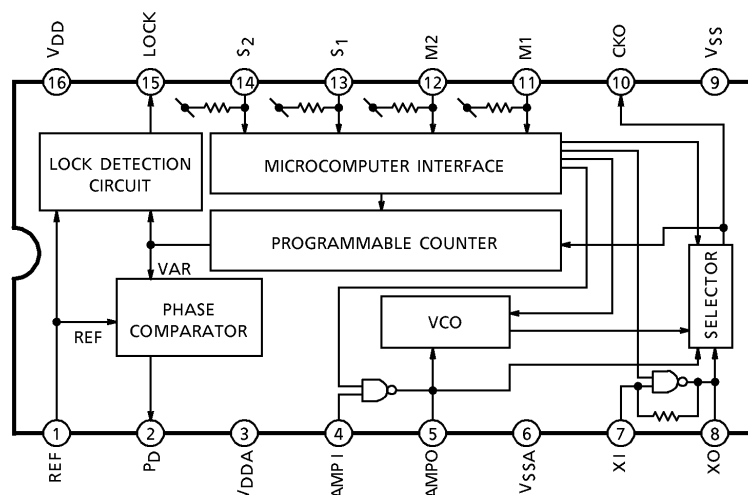 VDD LOCK S2 S1 M2 M1 CKO VSS
16 15 14 13 12 11 10 9
LOCK DETECTION
CIRCUIT
MICROCOMPUTER INTERFACE
PROGRAMMABLE COUNTER
VAR
PHASE
COMPARATOR
REF
VCO
SELECTOR
1 2 3 4 5 6 7 8
REF PD VDDA AMPI AMPO VSSA XI XO